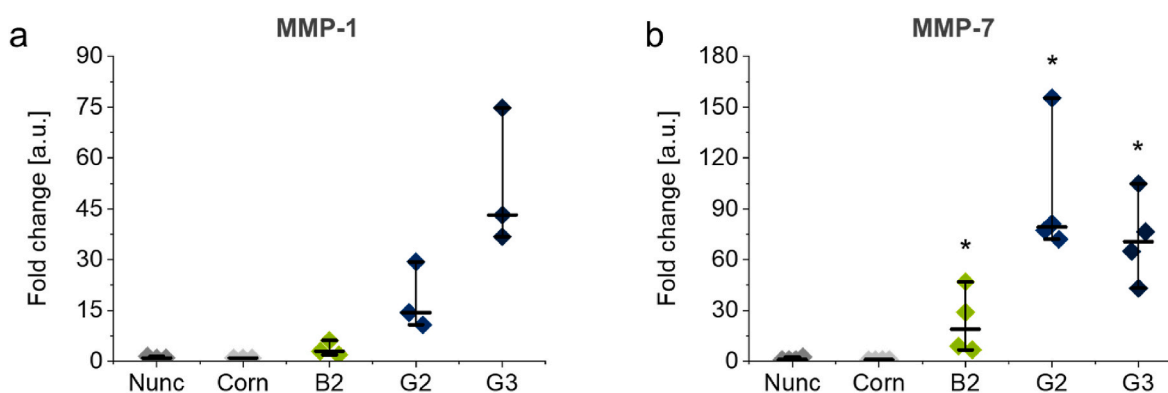 a
MMP-1
Fold change [a.u.]
90
75
60
45
30
15
0
Nunc Corn B2 G2 G3
b
MMP-7
Fold change [a.u.]
180
150
120
90
60
30
0
* * *
Nunc Corn B2 G2 G3